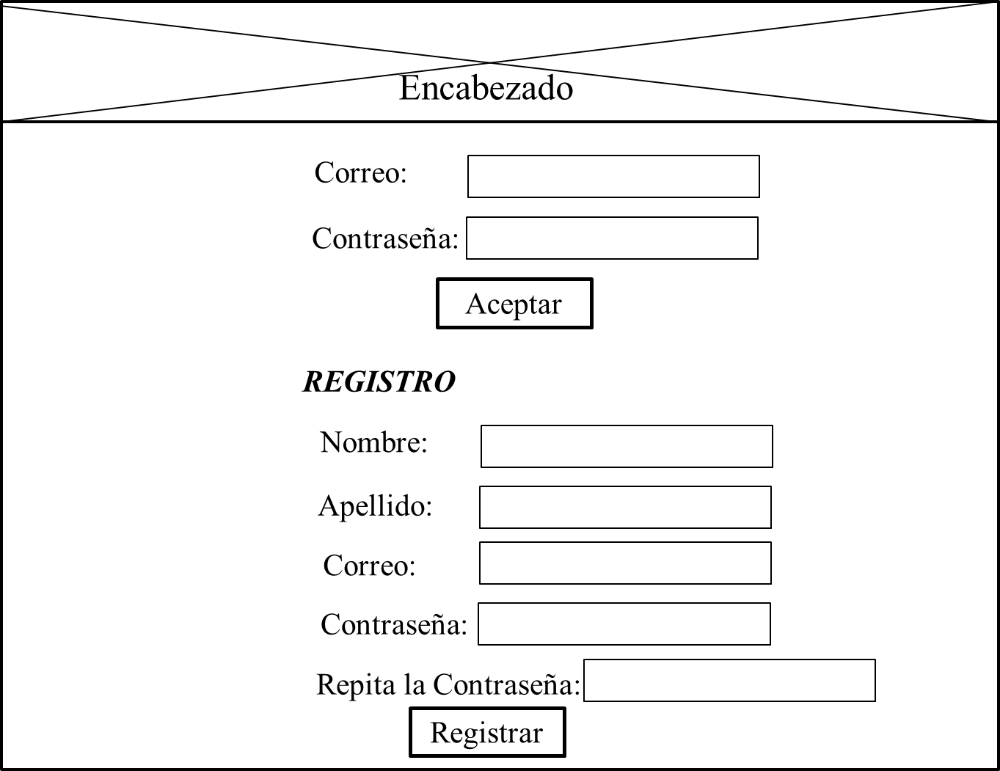 Encabezado
Correo:
Contraseña:
Aceptar
REGISTRO
Nombre:
Apellido:
Correo:
Contraseña:
Repita la Contraseña:
Registrar